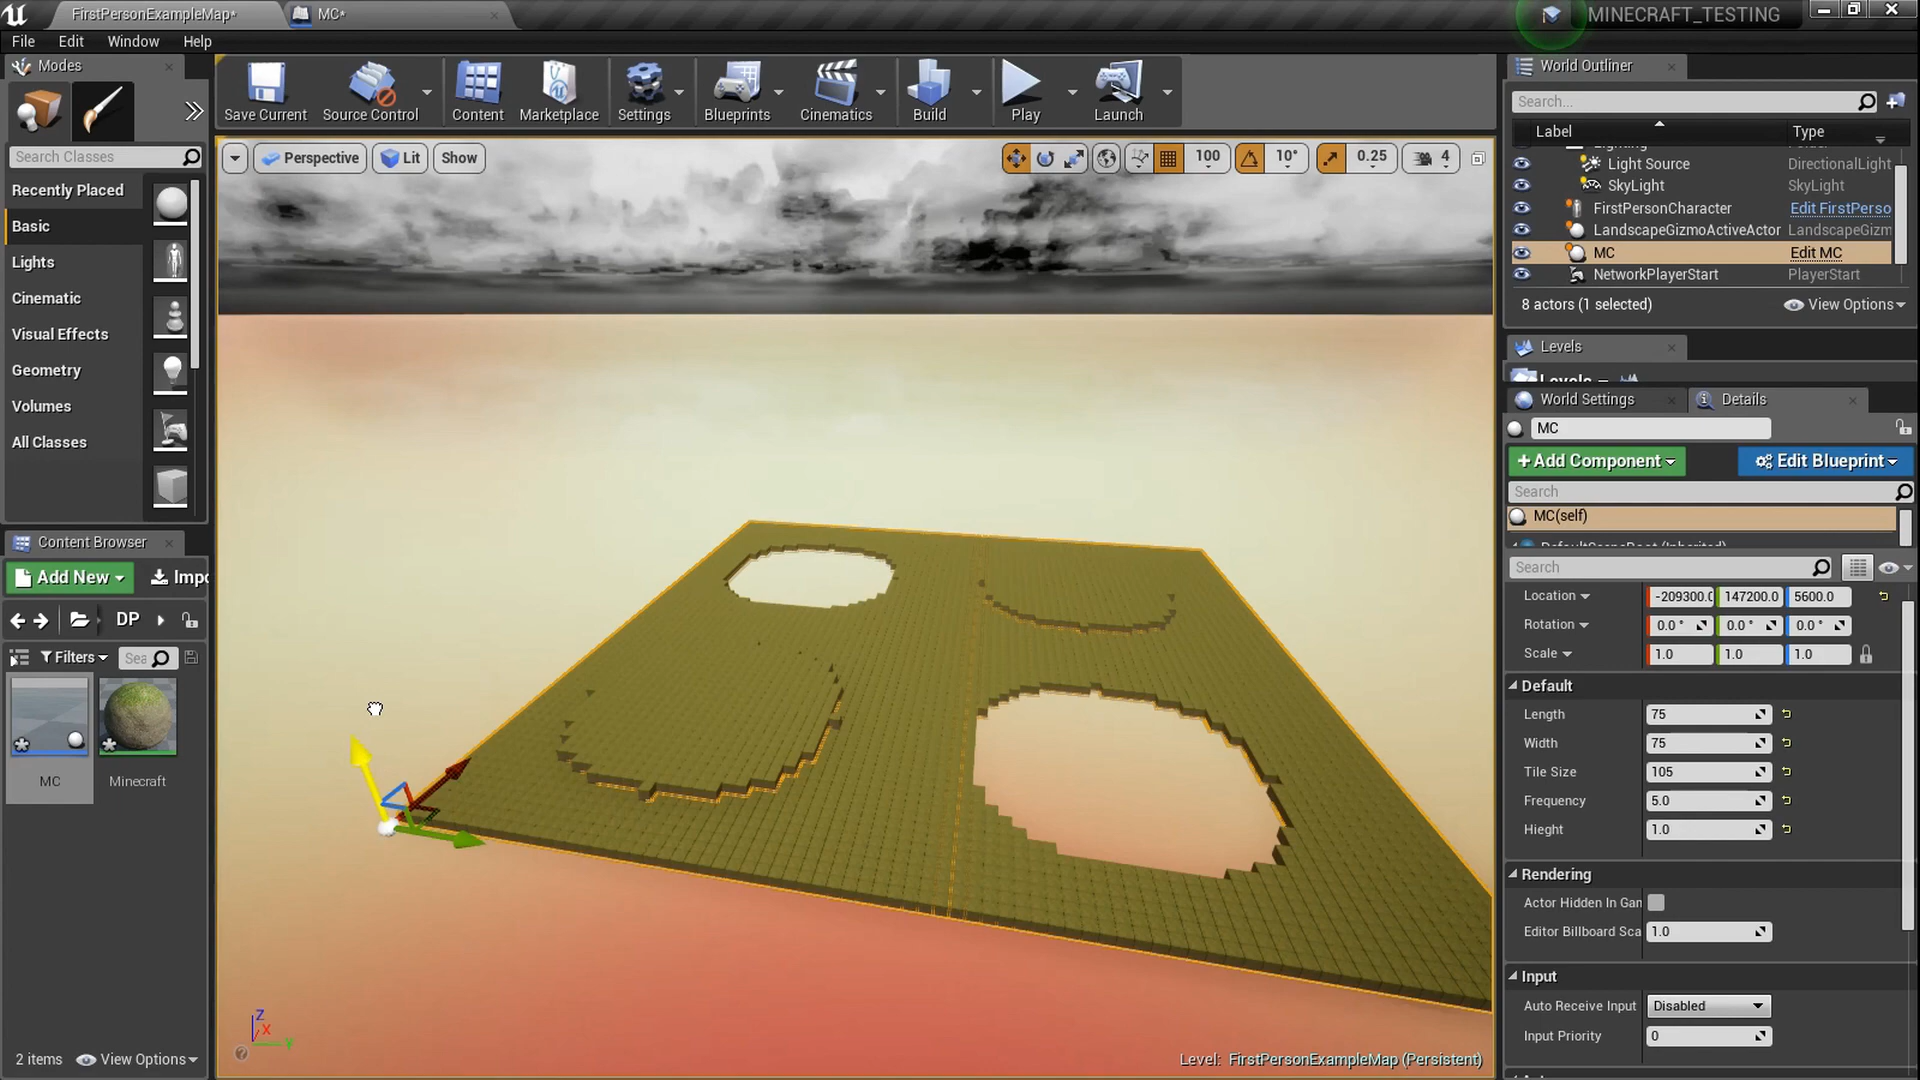 FirstPersonExampleMap*
MC*
MINECRAFT_TESTING
File Edit Window Help
Modes
Search Classes
Recently Placed
Basic
Lights
Cinematic
Visual Effects
Geometry
Volumes
All Classes
Save Current
Source Control
Content
Marketplace
Settings
Blueprints
Cinematics
Build
Play
Launch
Perspective
Lit
Show
100
10°
0.25
4
Content Browser
Add New
Impo
DP
Filters
Sea
MC
Minecraft
2 items
View Options
Z
X
Y
Level: FirstPersonExampleMap (Persistent)
World Outliner
Search...
Label Type
Lighting Folder
Light Source DirectionalLight
SkyLight SkyLight
FirstPersonCharacter Edit FirstPerso
LandscapeGizmoActiveActor LandscapeGizm
MC Edit MC
NetworkPlayerStart PlayerStart
8 actors (1 selected)
View Options
Levels
Levels
World Settings
Details
MC
+Add Component
Edit Blueprint
Search
MC(self)
DefaultSceneRoot (Inherited)
Search
Location -209300.0 147200.0 5600.0
Rotation 0.0 ° 0.0 ° 0.0 °
Scale 1.0 1.0 1.0
Default
Length 75
Width 75
Tile Size 105
Frequency 5.0
Hieght 1.0
Rendering
Actor Hidden In Gan
Editor Billboard Sca 1.0
Input
Auto Receive Input Disabled
Input Priority 0